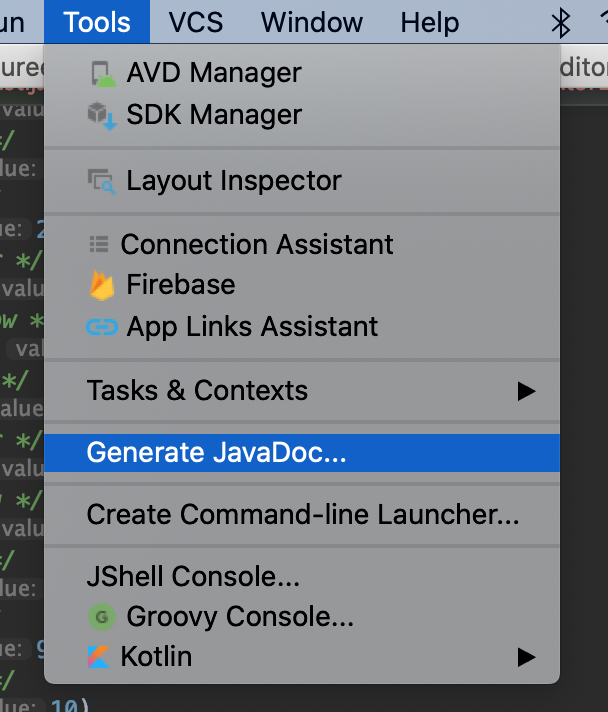 Tools VCS Window Help
AVD Manager
SDK Manager
Layout Inspector
Connection Assistant
Firebase
App Links Assistant
Tasks & Contexts
Generate JavaDoc...
Create Command-line Launcher...
JShell Console...
G Groovy Console...
Kotlin
10)